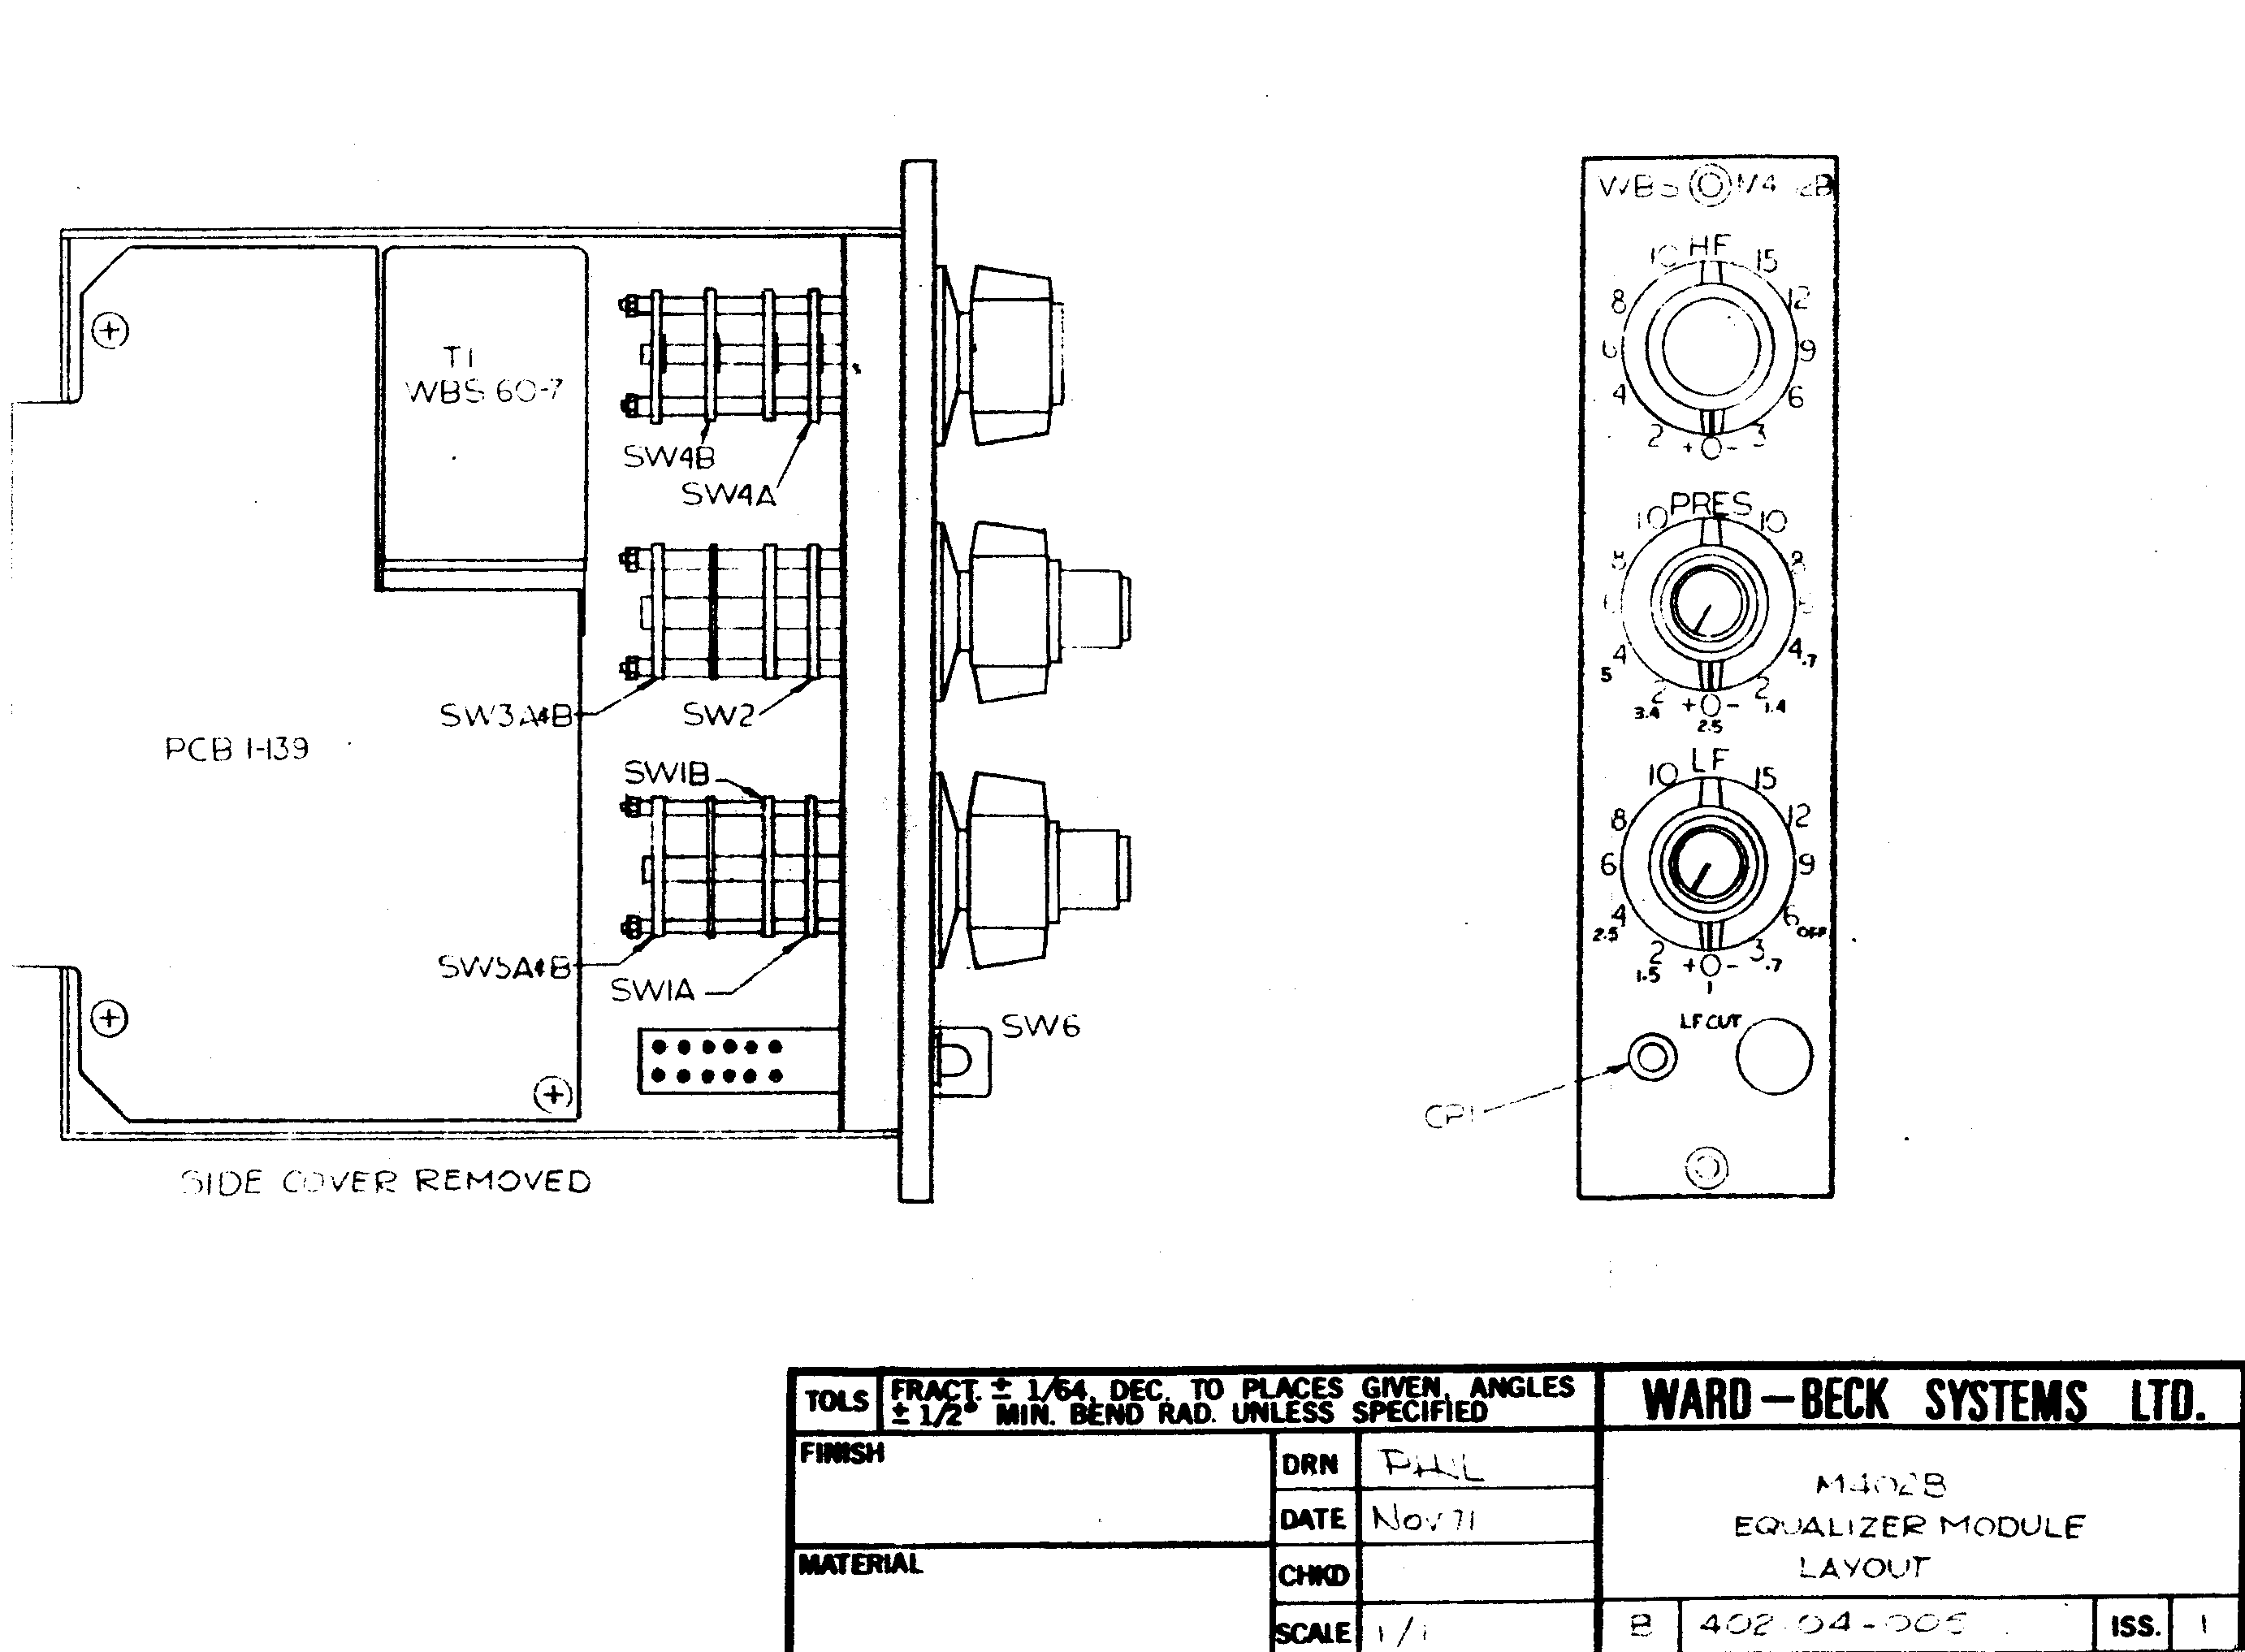 T1
WBS 60-7
SW4B
SW4A
SW3A&B
SW2
PCB 1-139
SW1B
SW5A&B
SW1A
SW6
SIDE COVER REMOVED
WBS
HF
10 15
8 12
6 9
4 6
2 +0- 3
PRES
10 10
8 8
6
4 4 .7
5
2 2
3.4 +0- 1.4
2.5
LF
10 15
8 12
6 9
4 6
2.5 OFF
2 +0- 3 .7
1.5 1
LF CUT
CP1
TOLS FRACT. ± 1/64, DEC. TO PLACES GIVEN, ANGLES
± 1/2° MIN. BEND RAD. UNLESS SPECIFIED
WARD-BECK SYSTEMS LTD.
FINISH
DRN PHIL
DATE Nov 71
MATERIAL
CHKD
SCALE 1/1
M402B
EQUALIZER MODULE
LAYOUT
B 402 04-005 ISS. 1